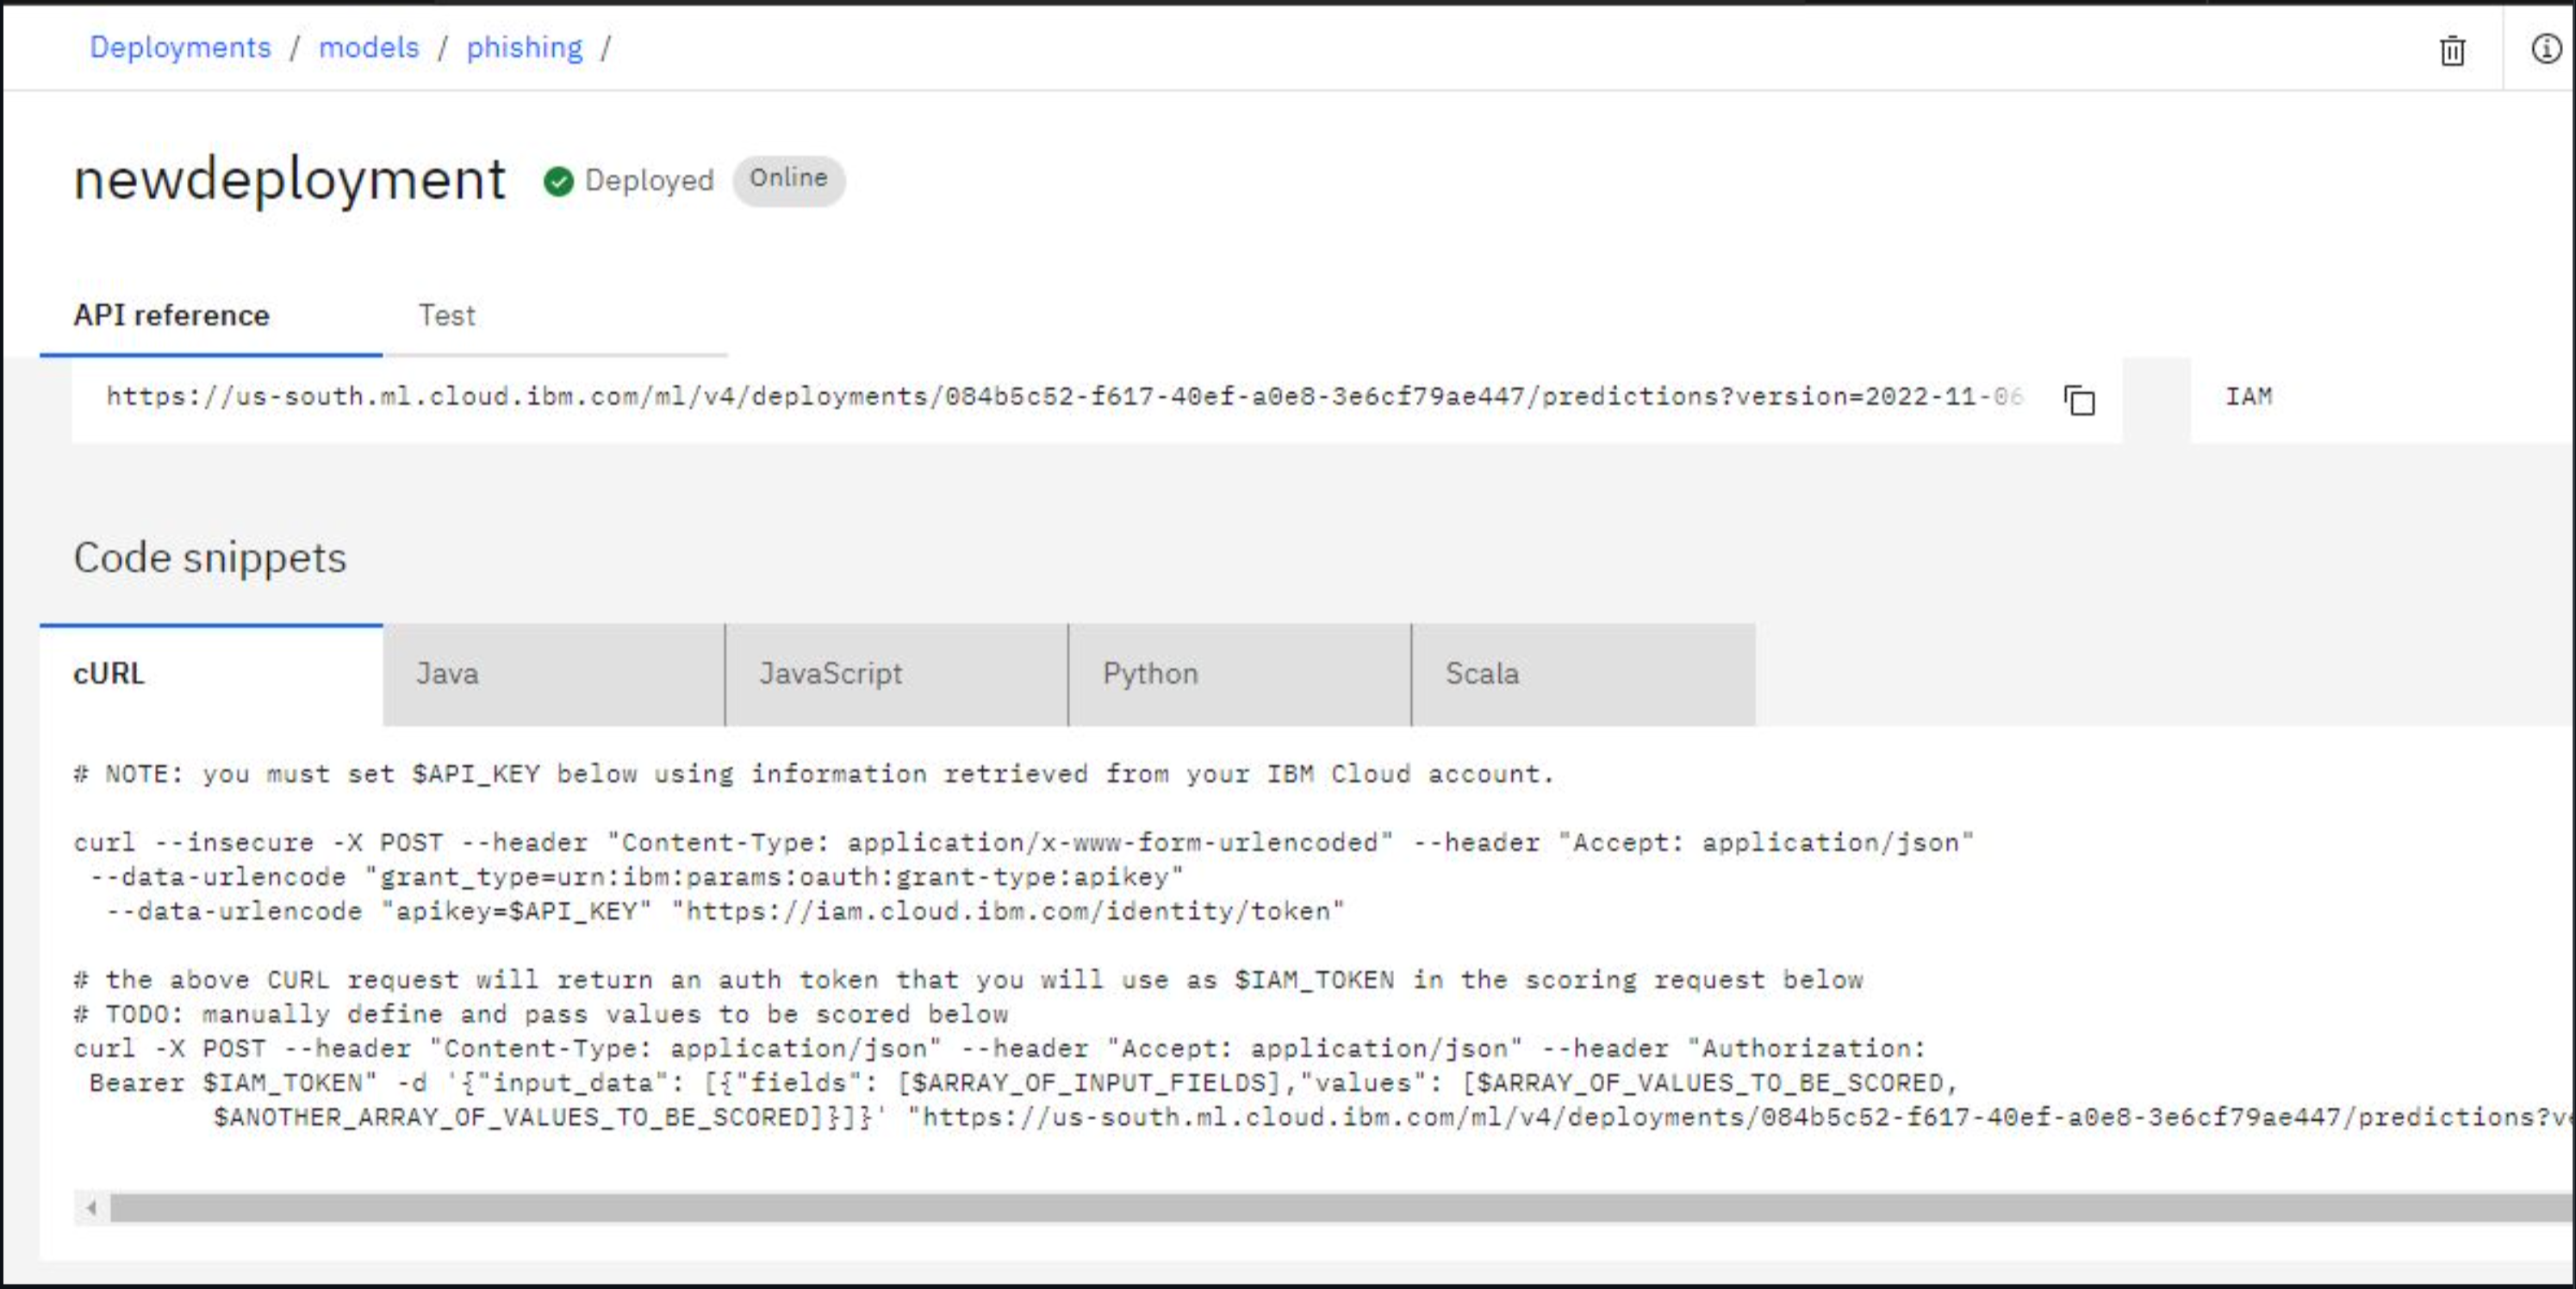 Deployments / models / phishing /
newdeployment Deployed Online
API reference Test
https://us-south.ml.cloud.ibm.com/ml/v4/deployments/084b5c52-f617-40ef-a0e8-3e6cf79ae447/predictions?version=2022-11-06 IAM
Code snippets
cURL Java JavaScript Python Scala
# NOTE: you must set $API_KEY below using information retrieved from your IBM Cloud account.
curl --insecure -X POST --header "Content-Type: application/x-www-form-urlencoded" --header "Accept: application/json"
--data-urlencode "grant_type=urn:ibm:params:oauth:grant-type:apikey"
--data-urlencode "apikey=$API_KEY" "https://iam.cloud.ibm.com/identity/token"
# the above CURL request will return an auth token that you will use as $IAM_TOKEN in the scoring request below
# TODO: manually define and pass values to be scored below
curl -X POST --header "Content-Type: application/json" --header "Accept: application/json" --header "Authorization:
Bearer $IAM_TOKEN" -d '{"input_data": [{"fields": [$ARRAY_OF_INPUT_FIELDS],"values": [$ARRAY_OF_VALUES_TO_BE_SCORED,
$ANOTHER_ARRAY_OF_VALUES_TO_BE_SCORED]}]}' "https://us-south.ml.cloud.ibm.com/ml/v4/deployments/084b5c52-f617-40ef-a0e8-3e6cf79ae447/predictions?v